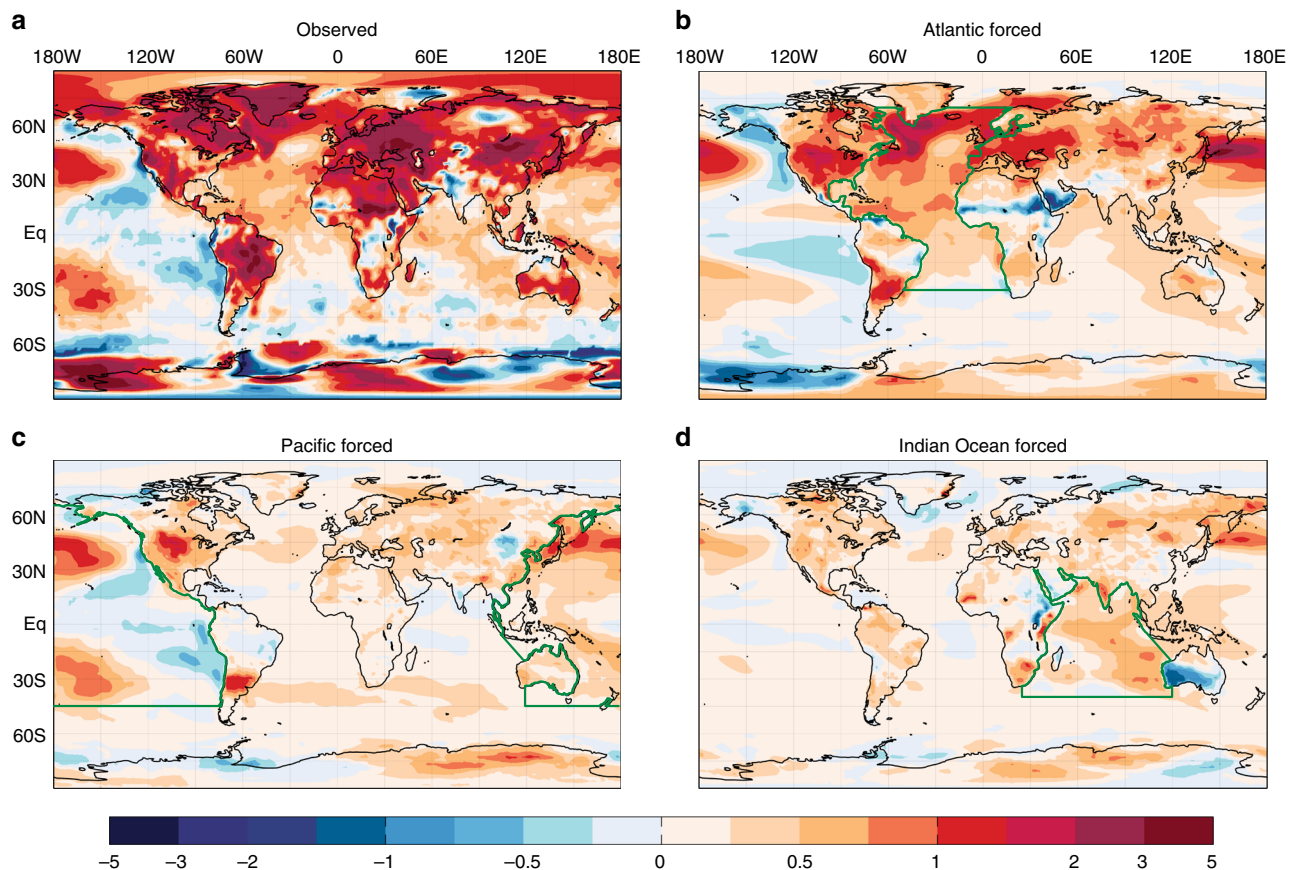 a
Observed
180W 120W 60W 0 60E 120E 180E
60N
30N
Eq
30S
60S
b
Atlantic forced
180W 120W 60W 0 60E 120E 180E
c
Pacific forced
60N
30N
Eq
30S
60S
d
Indian Ocean forced
–5 –3 –2 –1 –0.5 0 0.5 1 2 3 5